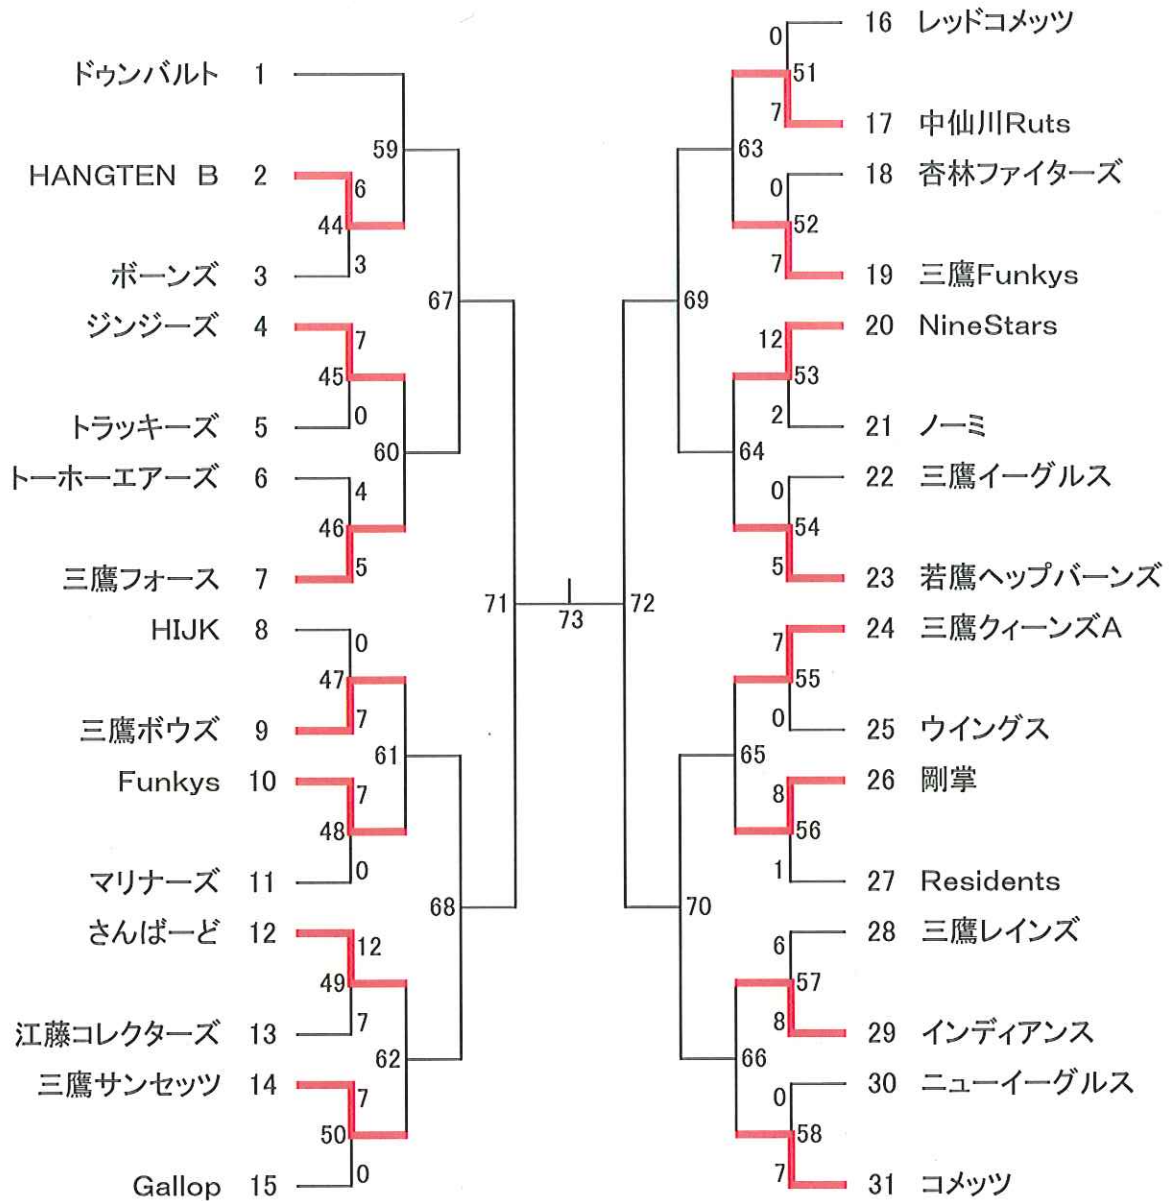 ドゥンバルト 1
HANGTEN B 2
ボーンズ 3
ジンジーズ 4
トラッキーズ 5
トーホーエアーズ 6
三鷹フォース 7
HIJK 8
三鷹ボウズ 9
Funkys 10
マリナーズ 11
さんばーど 12
江藤コレクターズ 13
三鷹サンセッツ 14
Gallop 15
6
44
3
7
45
0
4
46
5
0
47
7
7
48
0
12
49
7
7
50
0
59
60
61
62
67
68
71
73
72
69
70
63
64
65
66
0
51
7
0
52
7
12
53
2
0
54
5
7
55
0
8
56
1
6
57
8
0
58
7
16 レッドコメッツ
17 中仙川Ruts
18 杏林ファイターズ
19 三鷹Funkys
20 NineStars
21 ノーミ
22 三鷹イーグルス
23 若鷹ヘップバーンズ
24 三鷹クィーンズA
25 ウイングス
26 剛掌
27 Residents
28 三鷹レインズ
29 インディアンス
30 ニューイーグルス
31 コメッツ